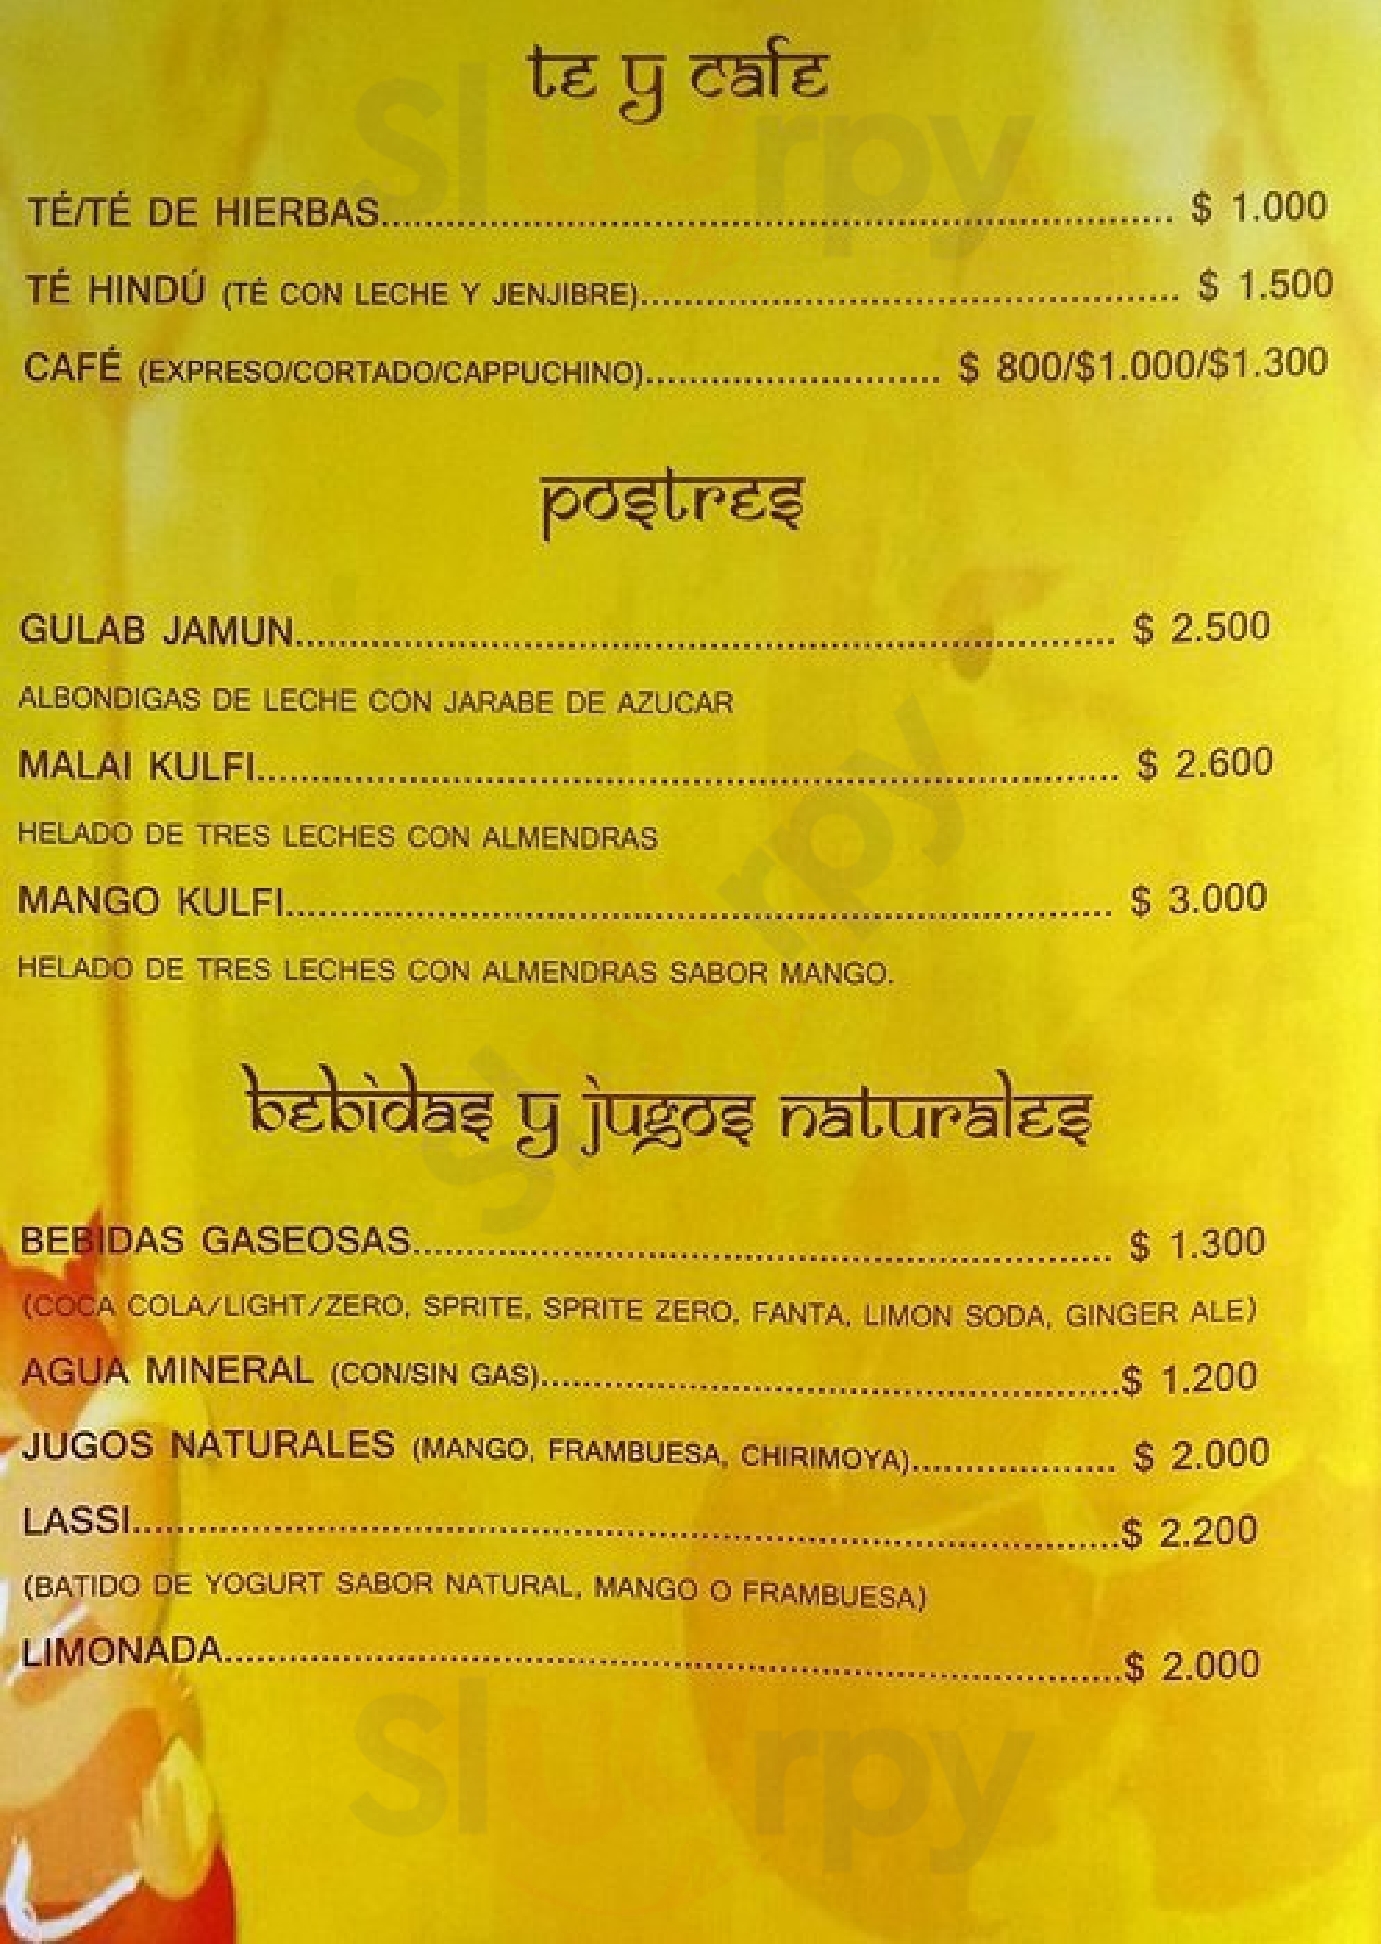 te y cafe
TÉ/TÉ DE HIERBAS.......... $ 1.000
TÉ HINDÚ (TÉ CON LECHE Y JENJIBRE).......... $ 1.500
CAFÉ (EXPRESO/CORTADO/CAPPUCHINO).......... $ 800/$1.000/$1.300
postres
GULAB JAMUN.......... $ 2.500
ALBONDIGAS DE LECHE CON JARABE DE AZUCAR
MALAI KULFI.......... $ 2.600
HELADO DE TRES LECHES CON ALMENDRAS
MANGO KULFI.......... $ 3.000
HELADO DE TRES LECHES CON ALMENDRAS SABOR MANGO.
bebidas y jugos naturales
BEBIDAS GASEOSAS.......... $ 1.300
(COCA COLA/LIGHT/ZERO, SPRITE, SPRITE ZERO, FANTA, LIMON SODA, GINGER ALE)
AGUA MINERAL (CON/SIN GAS)..........$ 1.200
JUGOS NATURALES (MANGO, FRAMBUESA, CHIRIMOYA).......... $ 2.000
LASSI..........$ 2.200
(BATIDO DE YOGURT SABOR NATURAL, MANGO O FRAMBUESA)
LIMONADA..........$ 2.000
Slurrpy
Slurrpy
Slurrpy